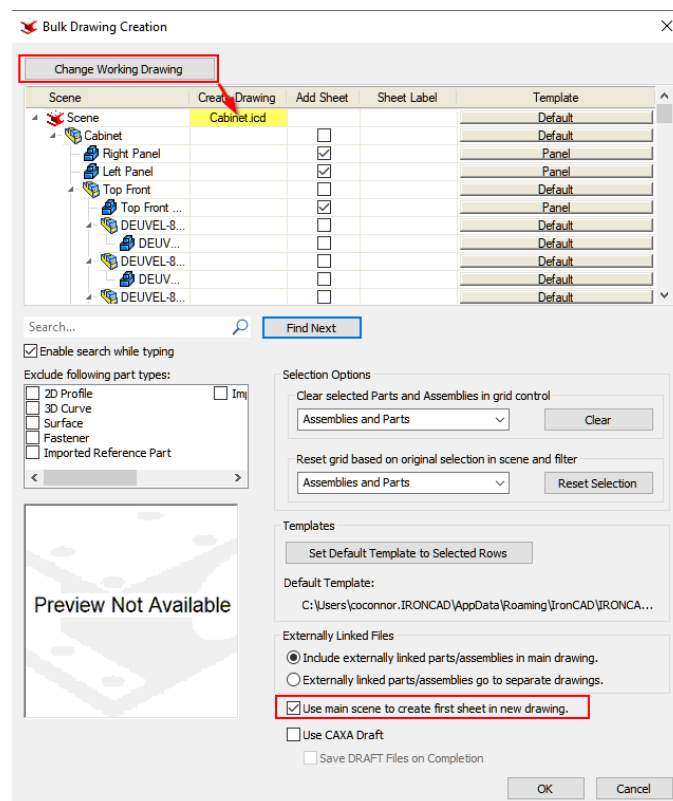 Bulk Drawing Creation
Change Working Drawing
Scene Create Drawing Add Sheet Sheet Label Template
Scene Cabinet.icd Default
Cabinet Default
Right Panel Panel
Left Panel Panel
Top Front Default
Top Front ... Panel
DEUVEL-8... Default
DEUV... Default
DEUVEL-8... Default
DEUV... Default
DEUVEL-8... Default
Search... Find Next
Enable search while typing
Exclude following part types:
2D Profile
3D Curve
Surface
Fastener
Imported Reference Part
Selection Options
Clear selected Parts and Assemblies in grid control
Assemblies and Parts Clear
Reset grid based on original selection in scene and filter
Assemblies and Parts Reset Selection
Preview Not Available
Templates
Set Default Template to Selected Rows
Default Template:
C:\Users\coconnor.IRONCAD\AppData\Roaming\IronCAD\IRONCA...
Externally Linked Files
Include externally linked parts/assemblies in main drawing.
Externally linked parts/assemblies go to separate drawings.
Use main scene to create first sheet in new drawing.
Use CAXA Draft
Save DRAFT Files on Completion
OK Cancel